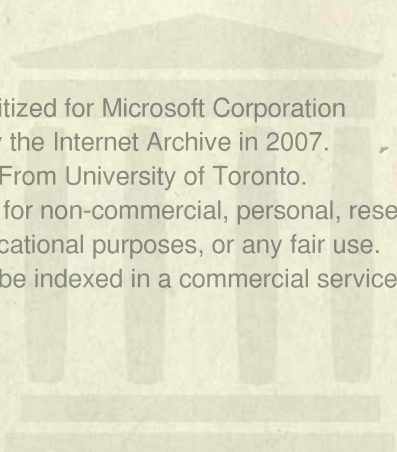 itized for Microsoft Corporation
the Internet Archive in 2007.
From University of Toronto.
for non-commercial, personal, rese
cational purposes, or any fair use.
be indexed in a commercial service